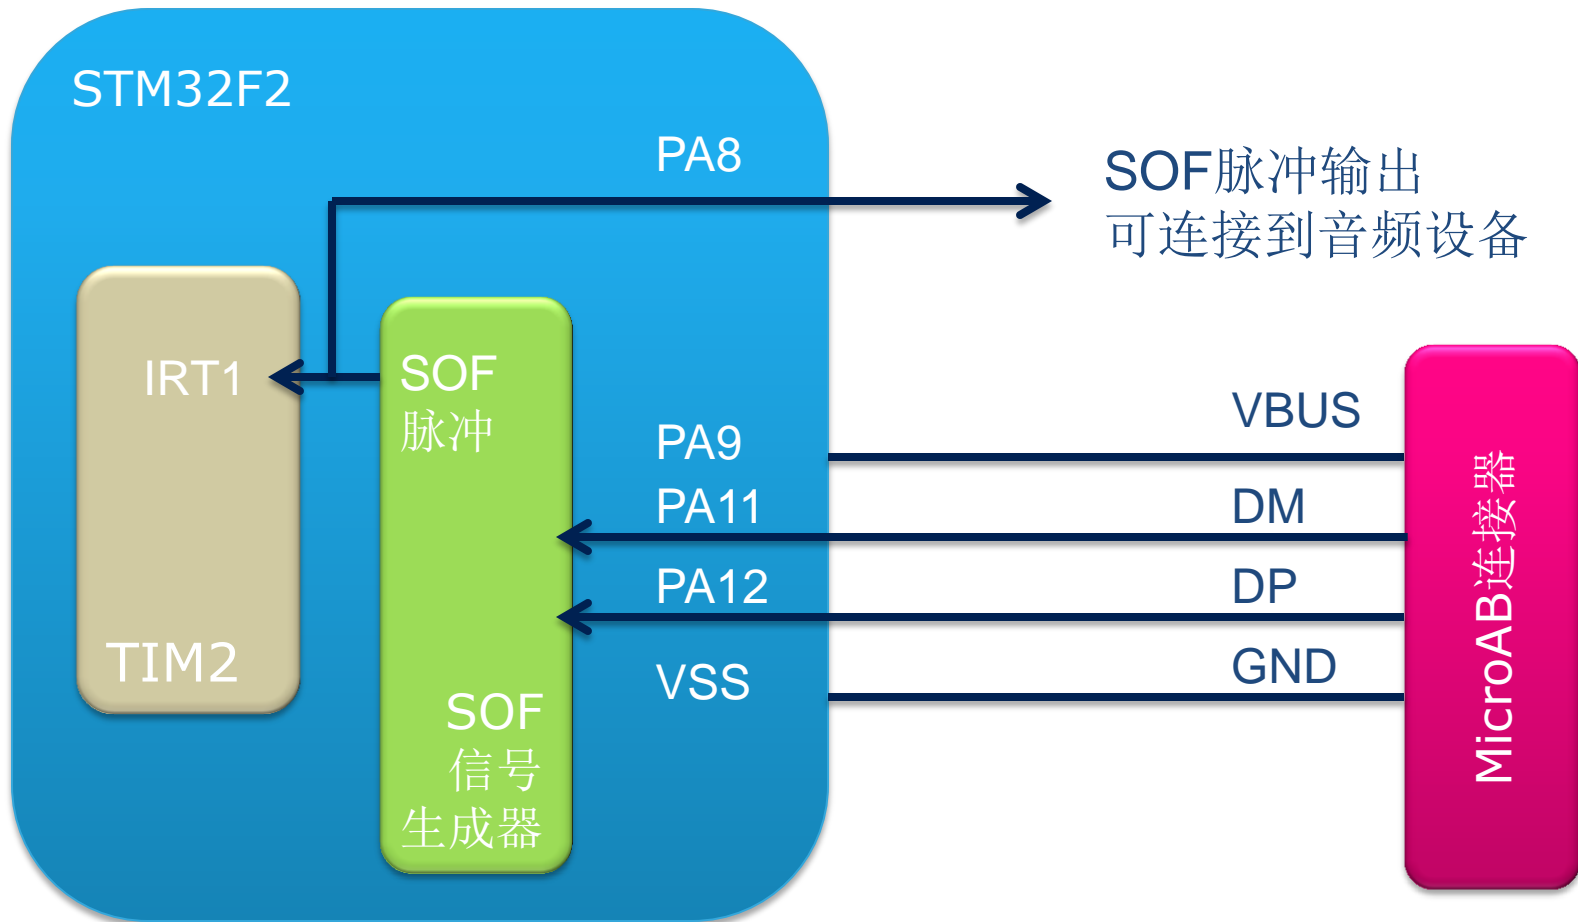 STM32F2
PA8
SOF脉冲输出
可连接到音频设备
IRT1
TIM2
SOF
脉冲
SOF
信号
生成器
PA9
PA11
PA12
VSS
VBUS
DM
DP
GND
MicroAB连接器